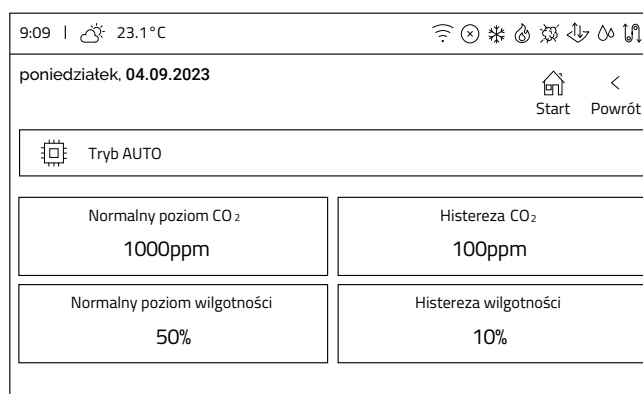 9:09 | 23.1°C
poniedziałek, 04.09.2023
Start < Powrót
Tryb AUTO
Normalny poziom CO₂ Histereza CO₂
1000ppm 100ppm
Normalny poziom wilgotności Histereza wilgotności
50% 10%